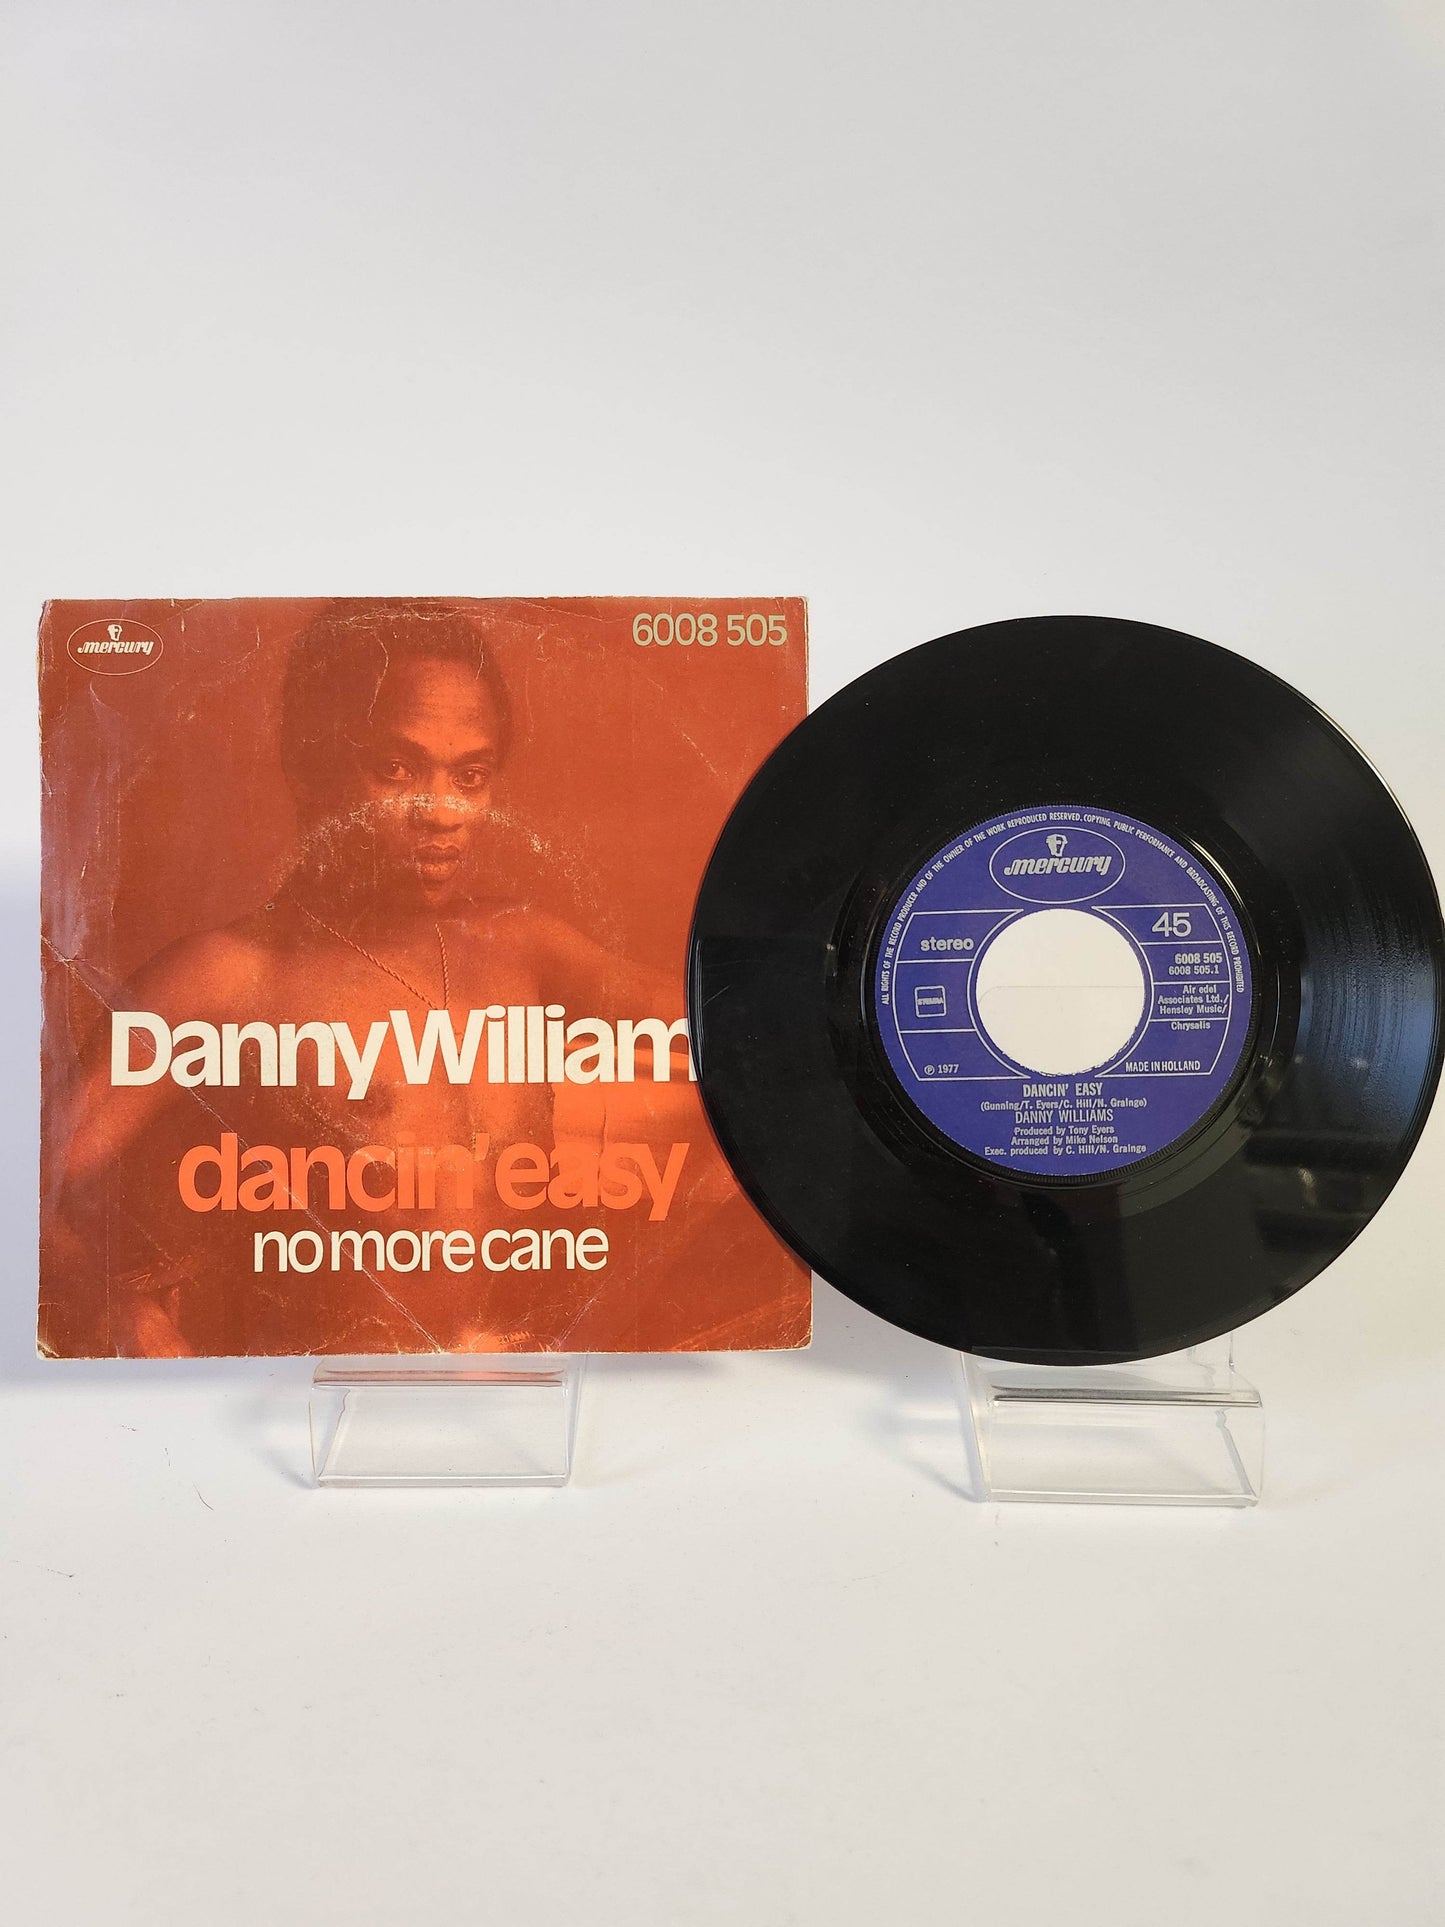 mercury
6008 505
Danny William
dancin' easy
no more cane
ALL RIGHTS OF THE RECORD PRODUCER AND OF THE OWNER OF THE WORK REPRODUCED RESERVED. COPYING, PUBLIC PERFORMANCE AND BROADCASTING OF THIS RECORD PROHIBITED
mercury
stereo
45
6008 505
6008 505.1
STEMRA
Air edel
Associates Ltd./
Hensley Music/
Chrysalis
℗ 1977
MADE IN HOLLAND
DANCIN' EASY
(Gunning/T. Eyers/C. Hill/N. Grainge)
DANNY WILLIAMS
Produced by Tony Eyers
Arranged by Mike Nelson
Exec. produced by C. Hill/N. Grainge